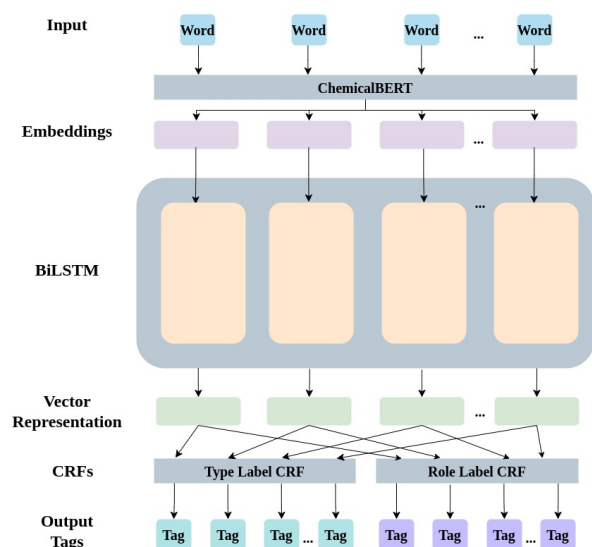 Input
Word Word Word ... Word
ChemicalBERT
Embeddings
...
...
BiLSTM
Vector
Representation
...
CRFs
Type Label CRF Role Label CRF
Output
Tags
Tag Tag Tag ... Tag Tag Tag Tag ... Tag